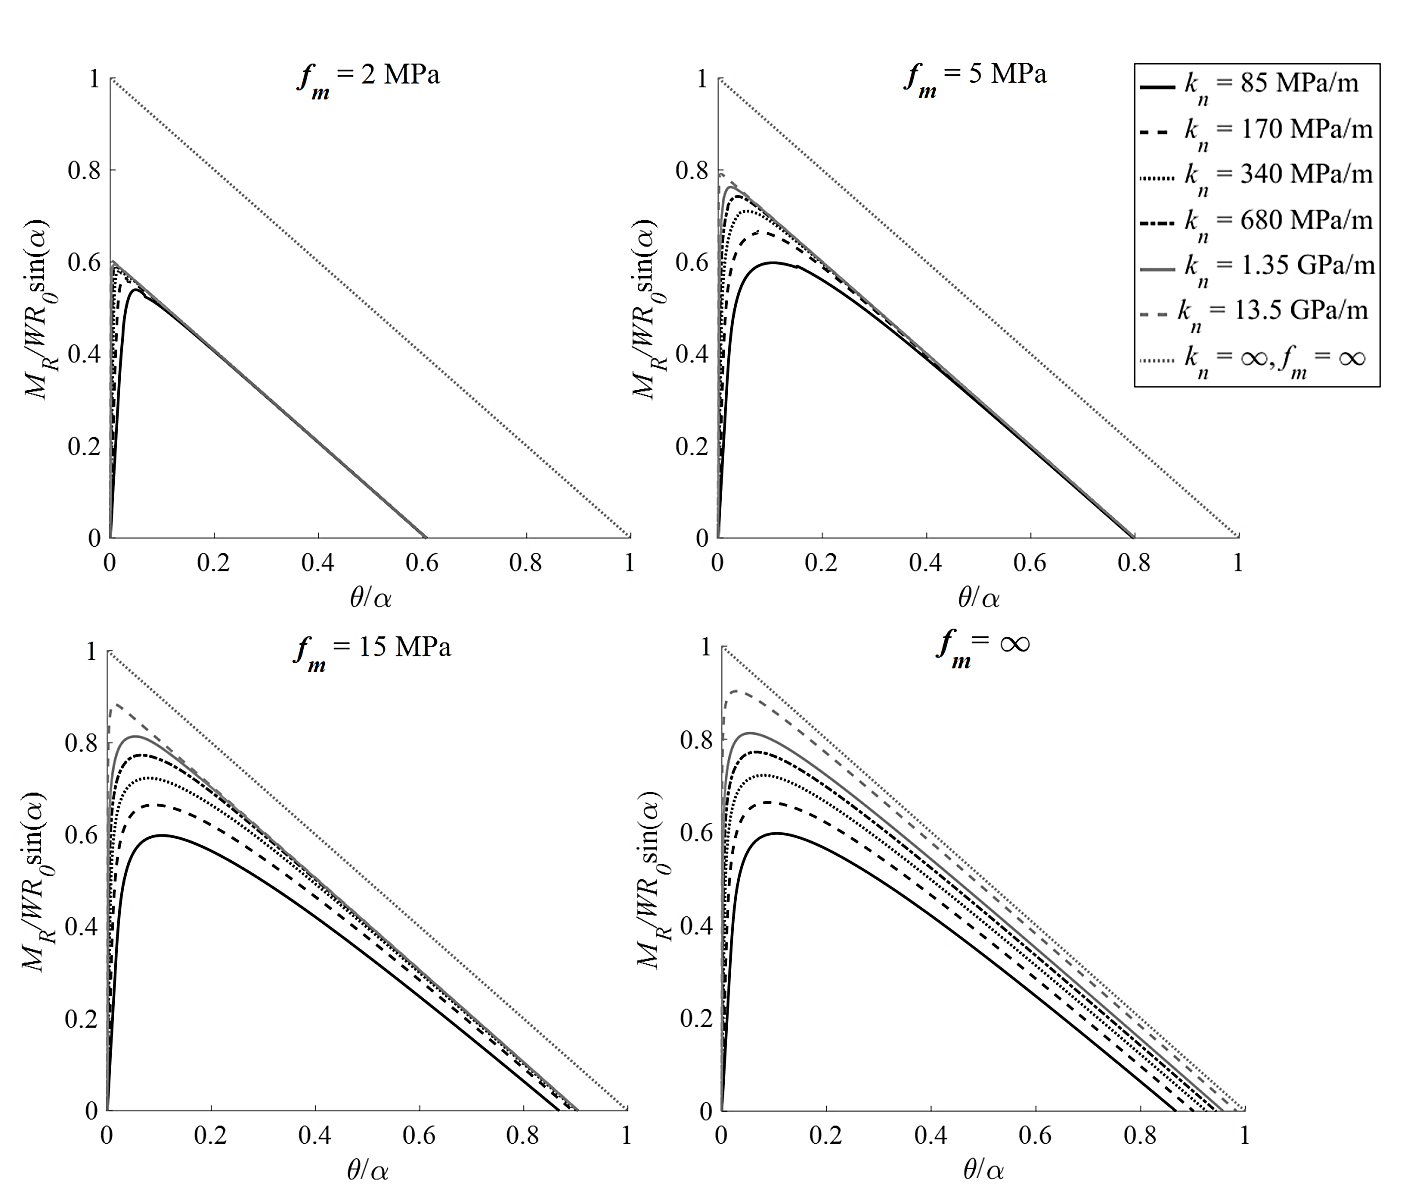 f_m = 2 MPa
1
0.8
0.6
0.4
0.2
0
0 0.2 0.4 0.6 0.8 1
M_R/WR_0sin(α)
θ/α
f_m = 5 MPa
1
0.8
0.6
0.4
0.2
0
0 0.2 0.4 0.6 0.8 1
M_R/WR_0sin(α)
θ/α
k_n = 85 MPa/m
k_n = 170 MPa/m
k_n = 340 MPa/m
k_n = 680 MPa/m
k_n = 1.35 GPa/m
k_n = 13.5 GPa/m
k_n = ∞, f_m = ∞
f_m = 15 MPa
1
0.8
0.6
0.4
0.2
0
0 0.2 0.4 0.6 0.8 1
M_R/WR_0sin(α)
θ/α
f_m = ∞
1
0.8
0.6
0.4
0.2
0
0 0.2 0.4 0.6 0.8 1
M_R/WR_0sin(α)
θ/α